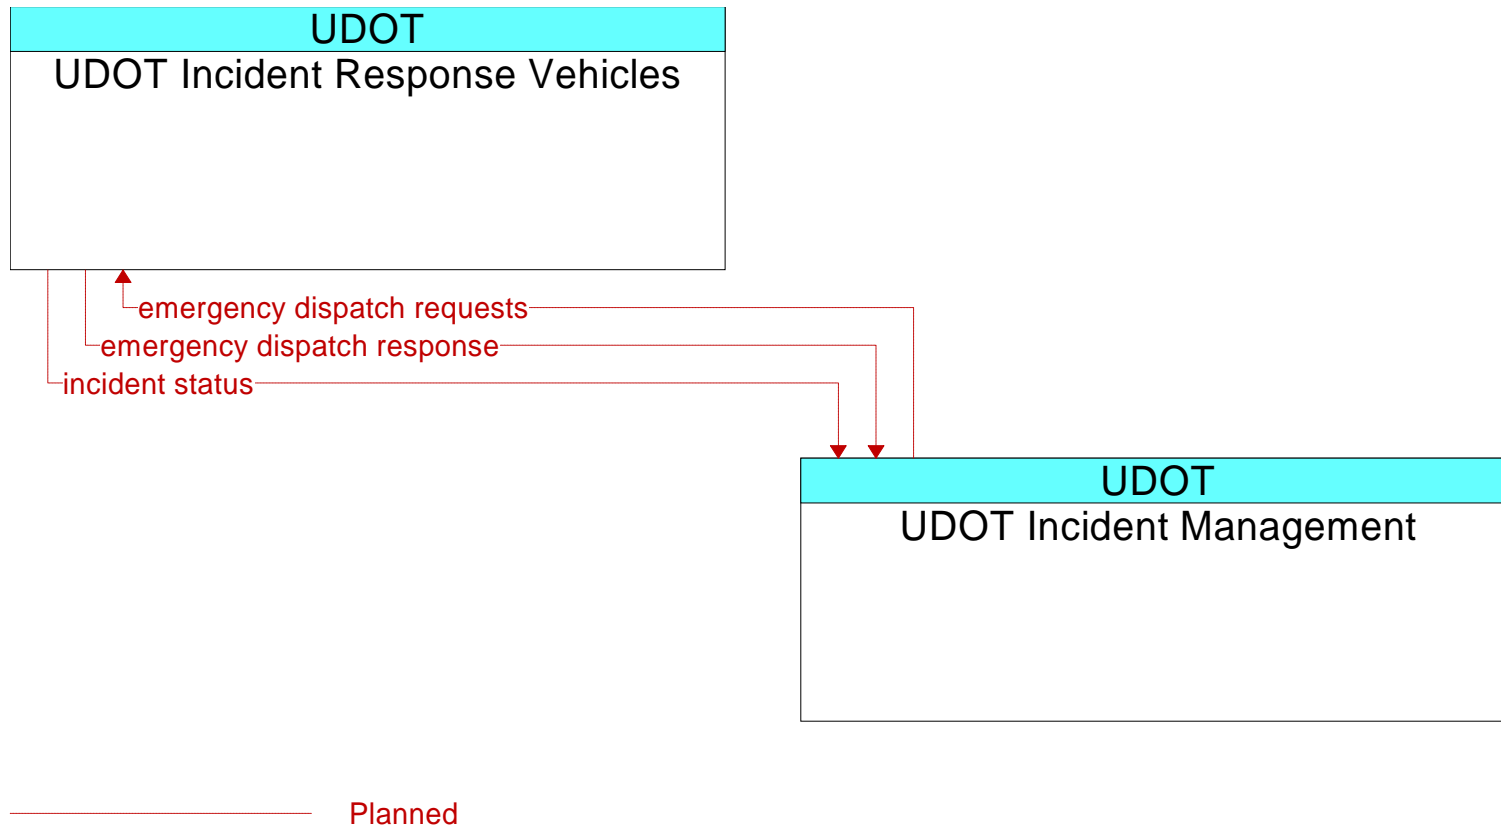 UDOT
UDOT Incident Response Vehicles
emergency dispatch requests
emergency dispatch response
incident status
UDOT
UDOT Incident Management
Planned